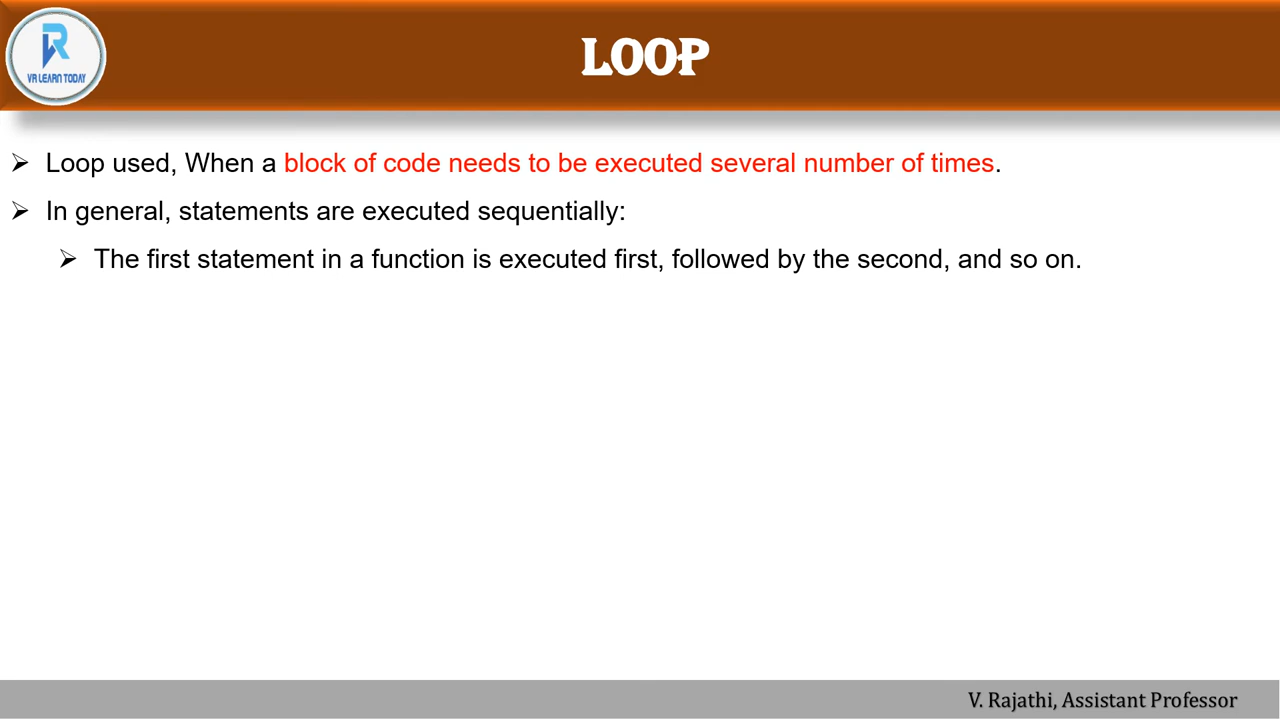 VR LEARN TODAY
LOOP
➢ Loop used, When a block of code needs to be executed several number of times.
➢ In general, statements are executed sequentially:
➢ The first statement in a function is executed first, followed by the second, and so on.
V. Rajathi, Assistant Professor